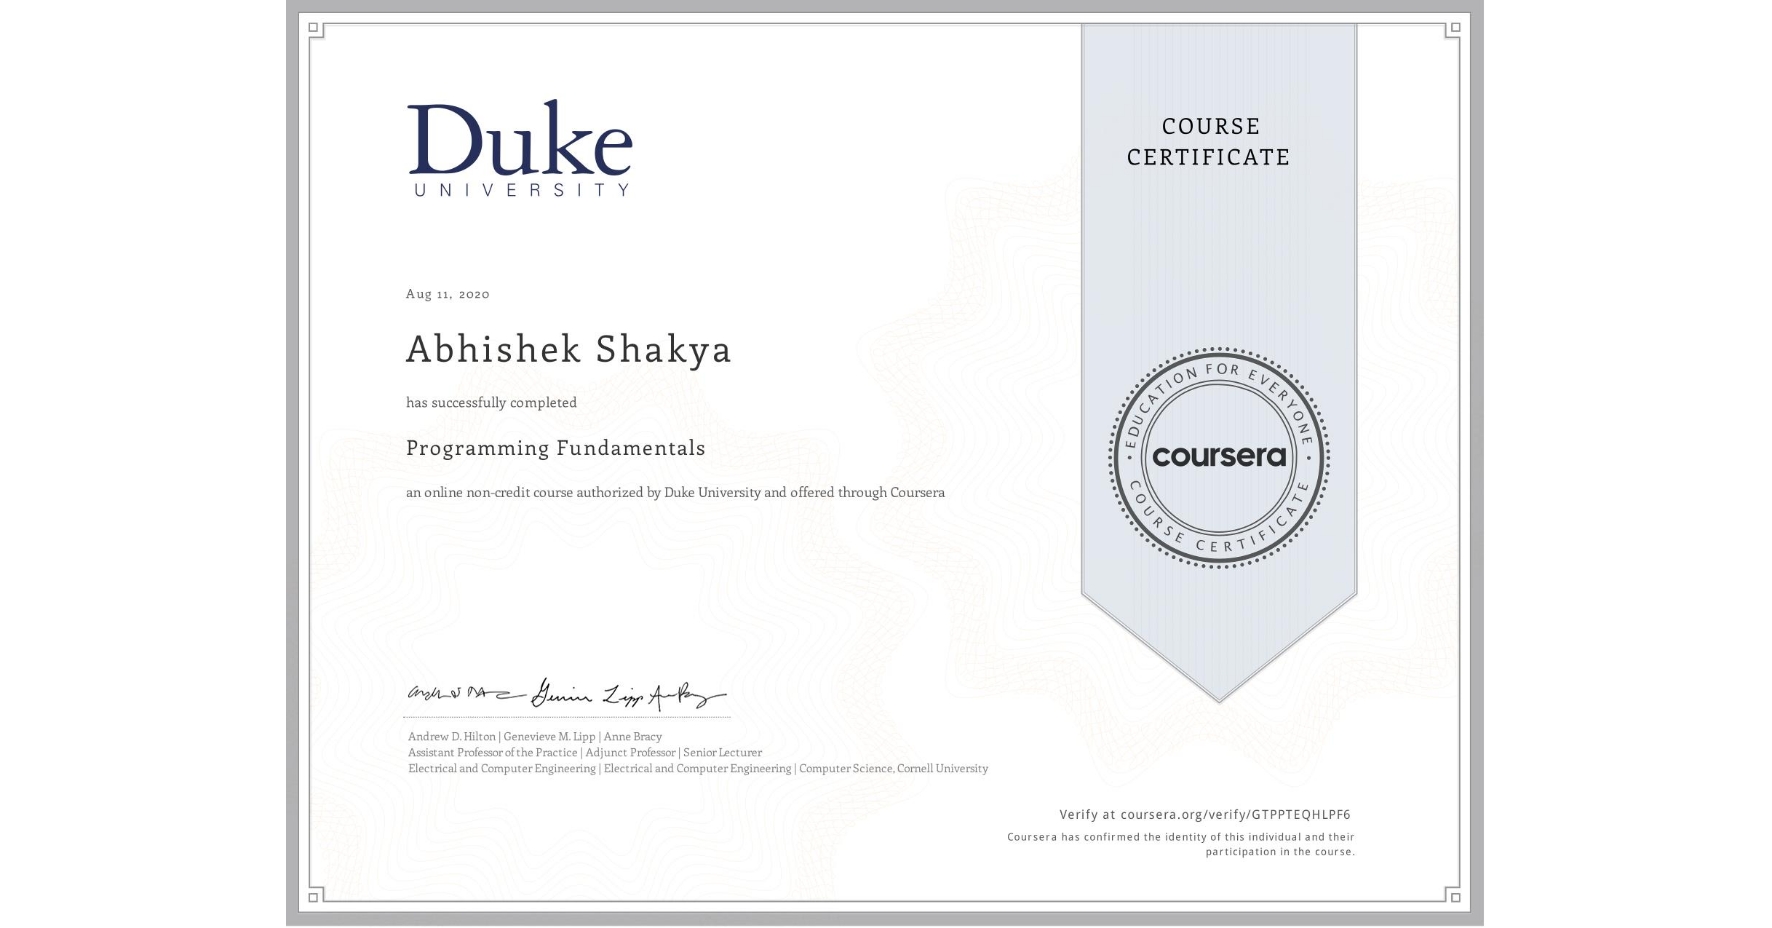 Duke
UNIVERSITY
COURSE
CERTIFICATE
Aug 11, 2020
Abhishek Shakya
has successfully completed
Programming Fundamentals
an online non-credit course authorized by Duke University and offered through Coursera
EDUCATION FOR EVERYONE
coursera
COURSE CERTIFICATE
Andrew D. Hilton | Genevieve M. Lipp | Anne Bracy
Assistant Professor of the Practice | Adjunct Professor | Senior Lecturer
Electrical and Computer Engineering | Electrical and Computer Engineering | Computer Science, Cornell University
Verify at coursera.org/verify/GTPPTEQHLPF6
Coursera has confirmed the identity of this individual and their
participation in the course.